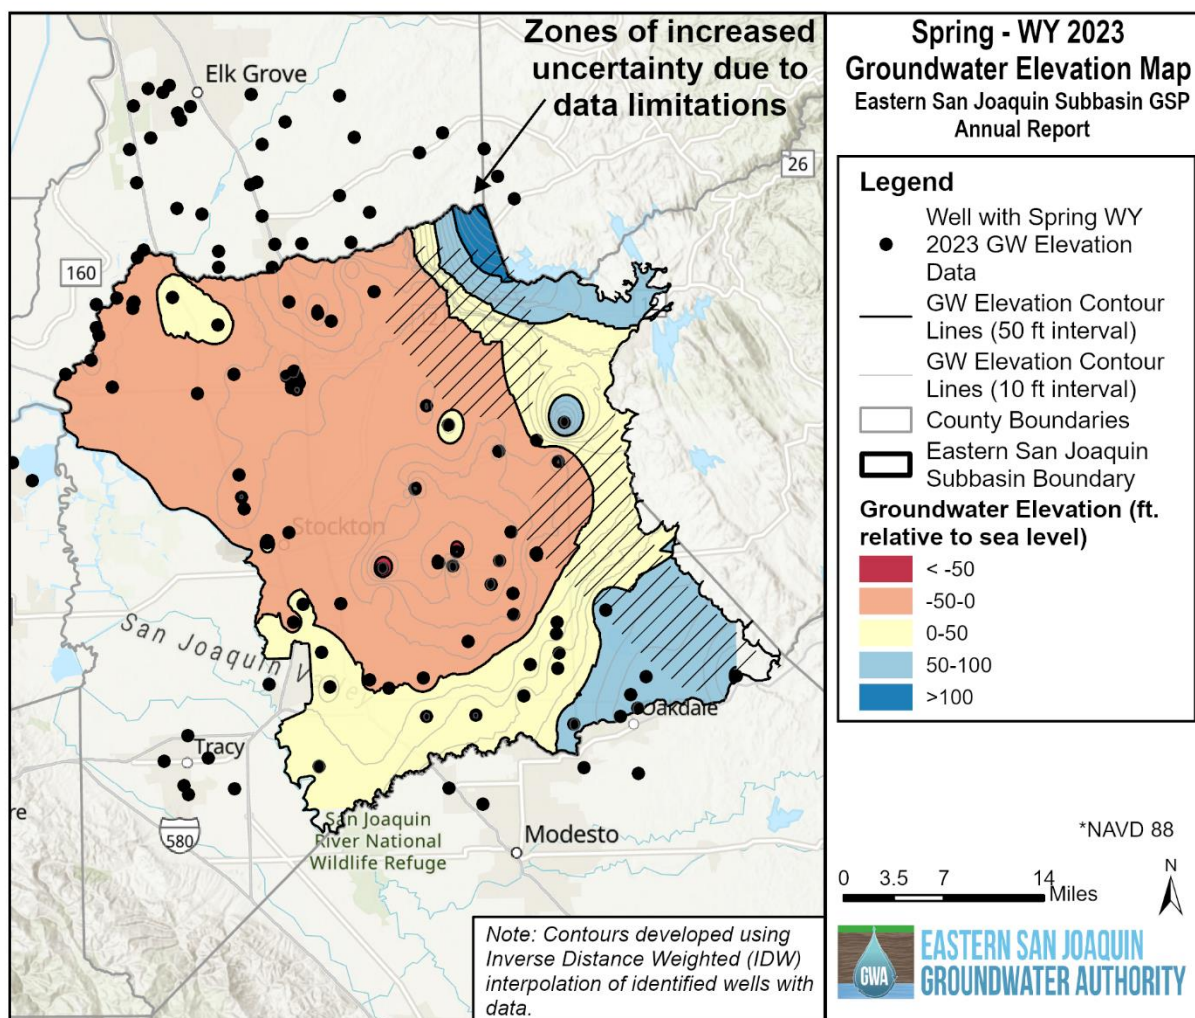 Zones of increased
uncertainty due to
data limitations
Elk Grove
26
160
Stockton
San Joaquin V
Oakdale
Tracy
re
580
San Joaquin
River National
Wildlife Refuge
Modesto
Note: Contours developed using
Inverse Distance Weighted (IDW)
interpolation of identified wells with
data.
Spring - WY 2023
Groundwater Elevation Map
Eastern San Joaquin Subbasin GSP
Annual Report
Legend
Well with Spring WY
2023 GW Elevation
Data
GW Elevation Contour
Lines (50 ft interval)
GW Elevation Contour
Lines (10 ft interval)
County Boundaries
Eastern San Joaquin
Subbasin Boundary
Groundwater Elevation (ft.
relative to sea level)
< -50
-50-0
0-50
50-100
>100
*NAVD 88
0 3.5 7 14
Miles
N
GWA
EASTERN SAN JOAQUIN
GROUNDWATER AUTHORITY